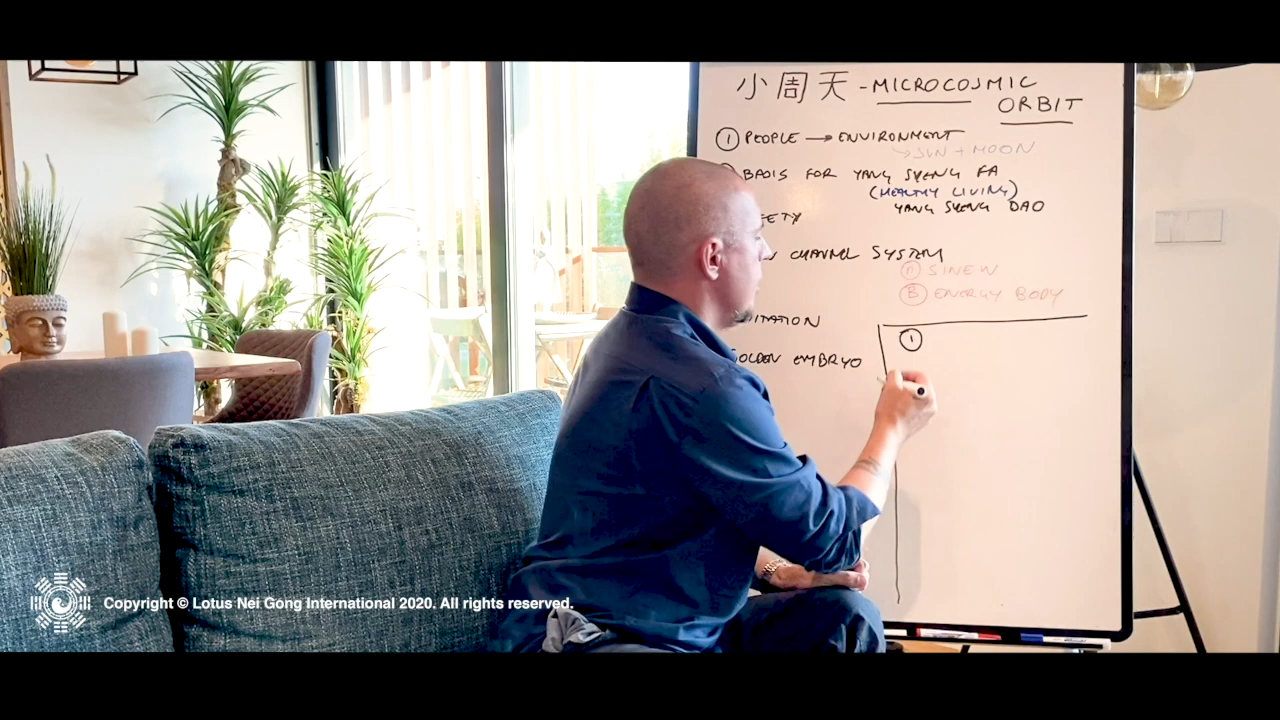 小周天 - MICROCOSMIC
ORBIT
① PEOPLE → ENVIRONMENT
→ SUN + MOON
BASIS FOR YANG SHENG FA
(HEALTHY LIVING)
YANG SHENG DAO
CHANNEL SYSTEM
Ⓐ SINEW
Ⓑ ENERGY BODY
①
GOLDEN EMBRYO
Copyright © Lotus Nei Gong International 2020. All rights reserved.